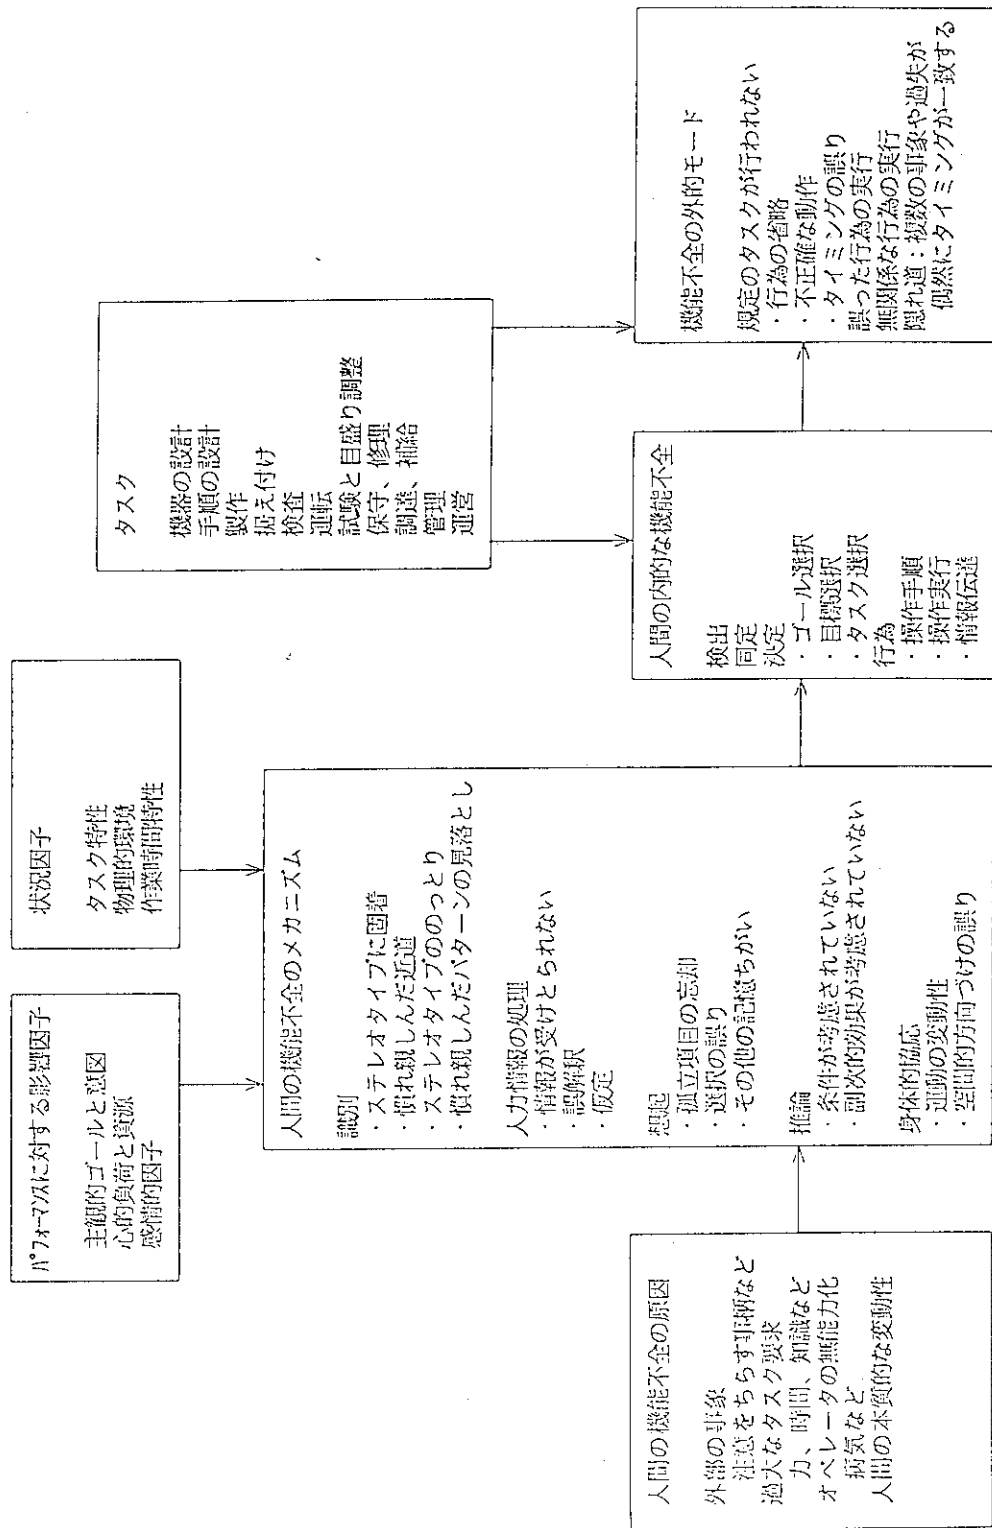 パフォーマンスに対する影響因子
主観的ゴールと意図
心的負荷と資源
感情的因子
状況因子
タスク特性
物理的環境
作業時間特性
タスク
機器の設計
手順の設計
製作
据え付け
検査
運転
試験と目盛り調整
保守、修理
調達、補給
管理
運営
人間の機能不全の原因
外部の事象
注意をちらす事柄など
過大なタスク要求
力、時間、知識など
オペレータの無能力化
病気など
人間の本質的な変動性
人間の機能不全のメカニズム
識別
・ステレオタイプに固着
・慣れ親しんだ近道
・ステレオタイプののっとり
・慣れ親しんだパターンの見落とし
人力情報の処理
・情報が受けとられない
・誤解釈
・仮定
想起
・孤立項目の忘却
・選択の誤り
・その他の記憶ちがい
推論
・条件が考慮されていない
・副次的効果が考慮されていない
身体的協応
・運動の変動性
・空間的方向づけの誤り
人間の内的な機能不全
検出
同定
決定
・ゴール選択
・目標選択
・タスク選択
行為
・操作手順
・操作実行
・情報伝達
機能不全の外的モード
規定のタスクが行われない
・行為の省略
・不正確な動作
・タイミングの誤り
誤った行為の実行
無関係な行為の実行
隠れ道：複数の事象や過失が
偶然にタイミングが一致する